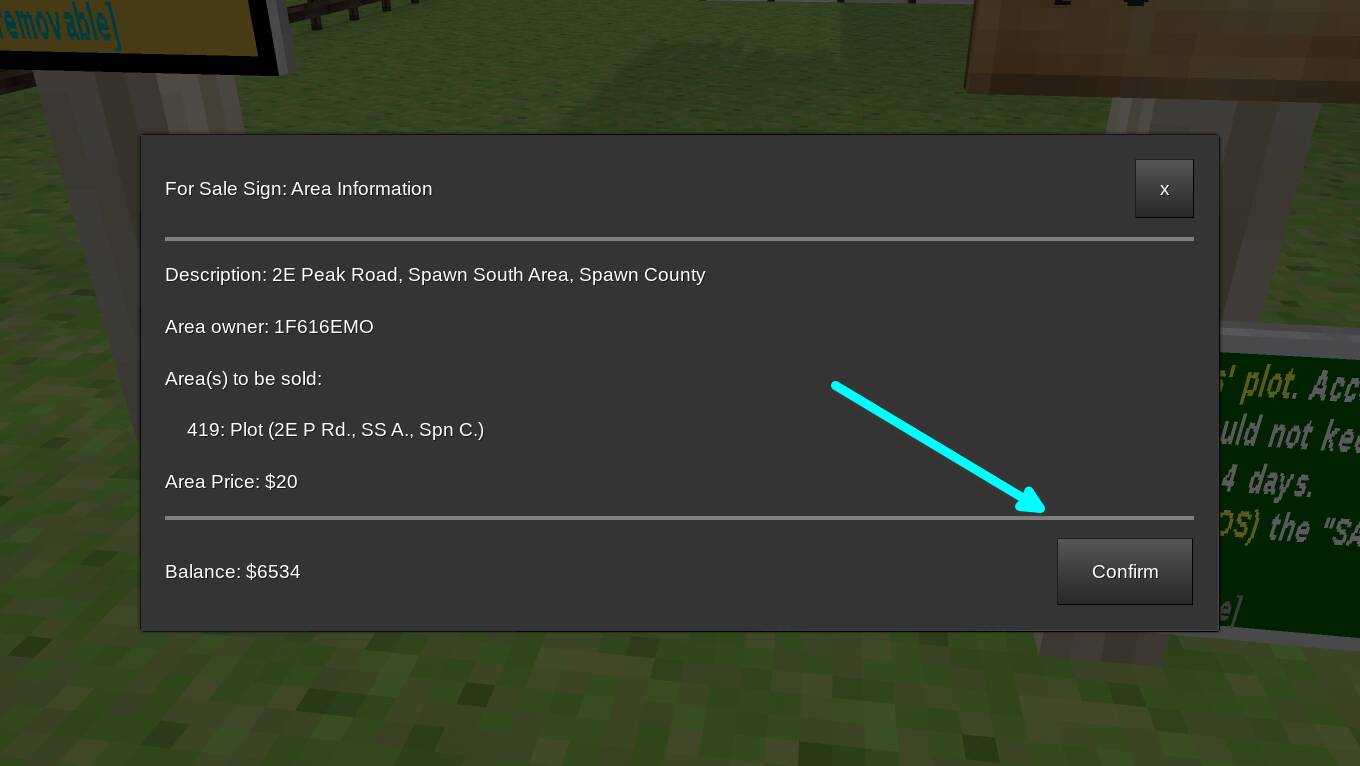 removable]
For Sale Sign: Area Information
x
Description: 2E Peak Road, Spawn South Area, Spawn County
Area owner: 1F616EMO
Area(s) to be sold:
419: Plot (2E P Rd., SS A., Spn C.)
Area Price: $20
Balance: $6534
Confirm
plot. Acc
not kee
4 days.
the "SA